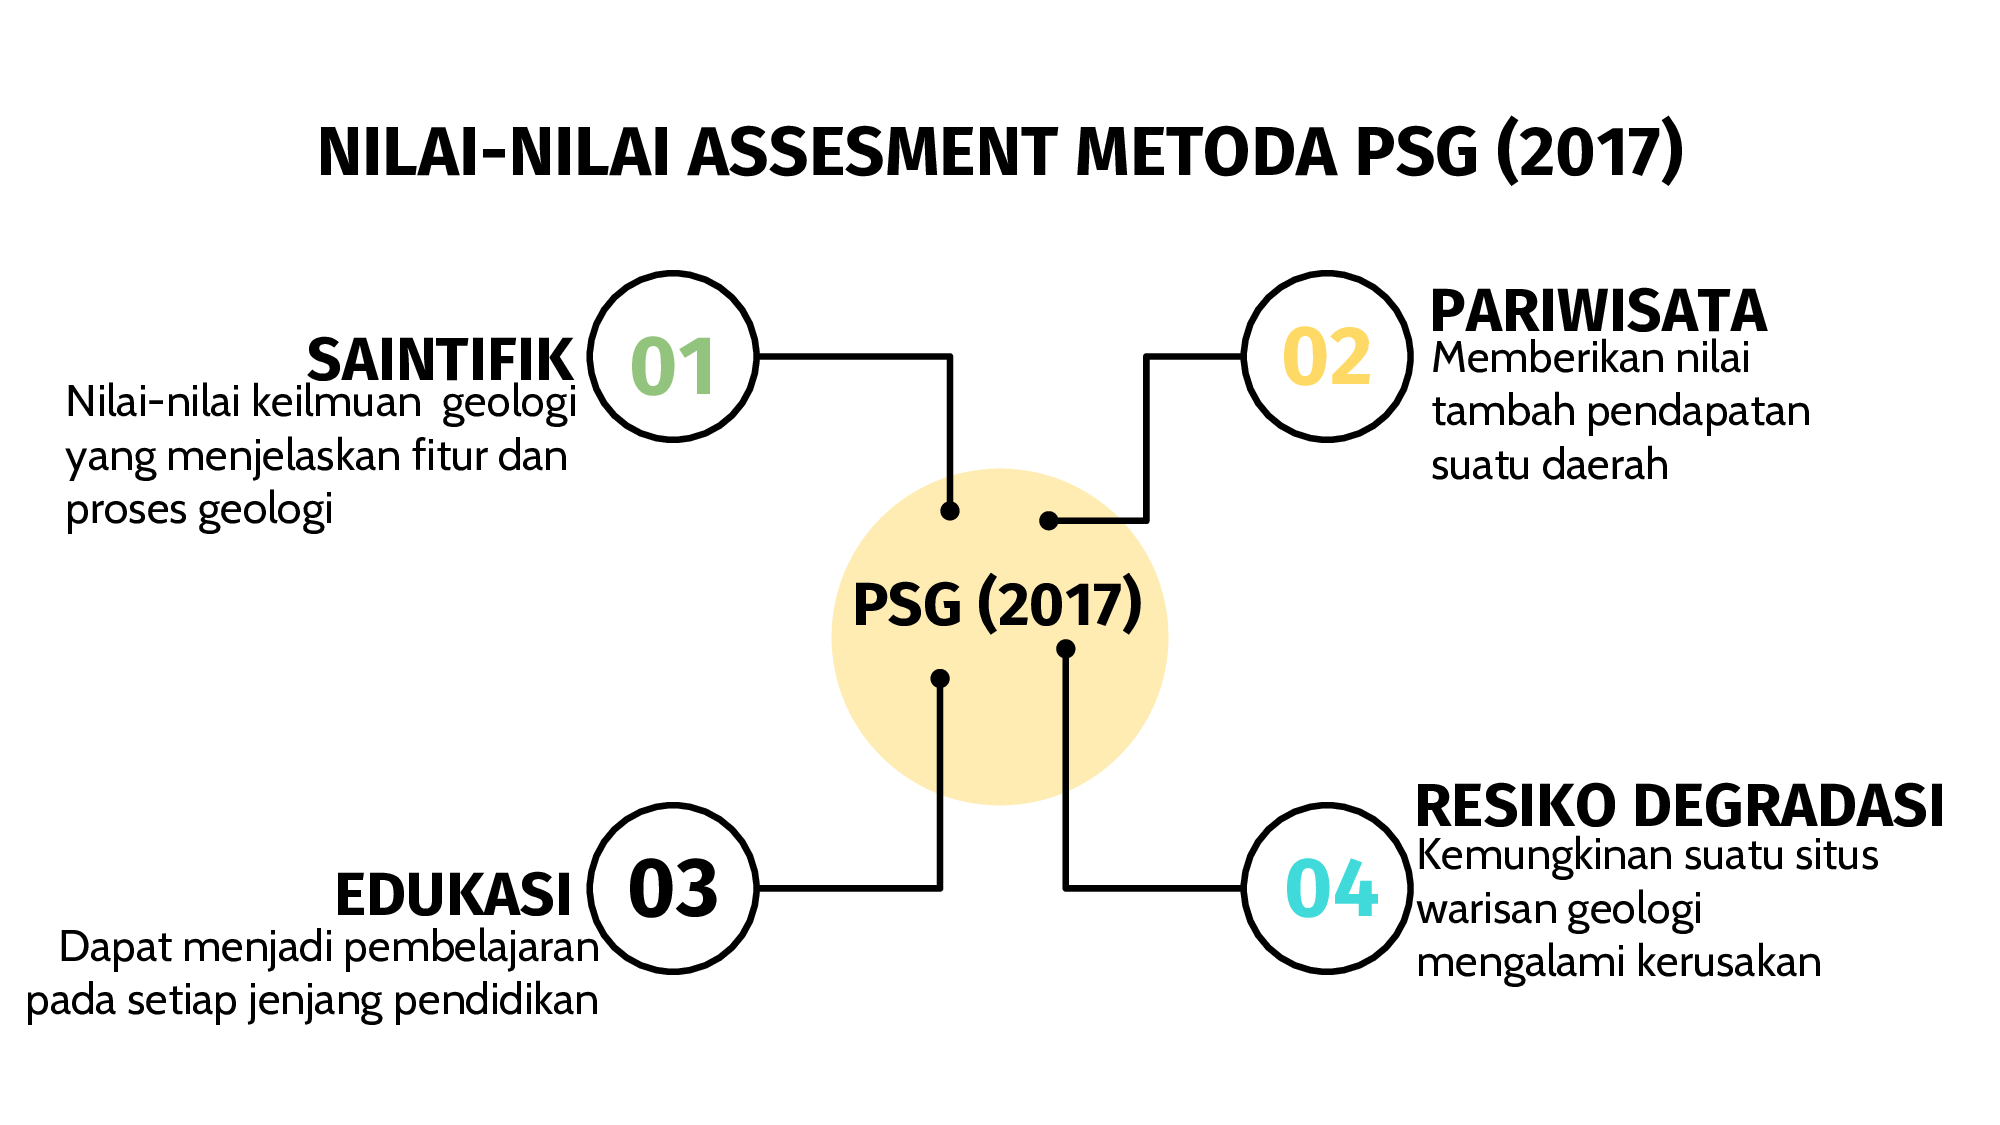 NILAI-NILAI ASSESMENT METODA PSG (2017)
01
SAINTIFIK
Nilai-nilai keilmuan  geologi
yang menjelaskan fitur dan
proses geologi
02
PARIWISATA
Memberikan nilai
tambah pendapatan
suatu daerah
PSG (2017)
03
EDUKASI
Dapat menjadi pembelajaran
pada setiap jenjang pendidikan
04
RESIKO DEGRADASI
Kemungkinan suatu situs
warisan geologi
mengalami kerusakan